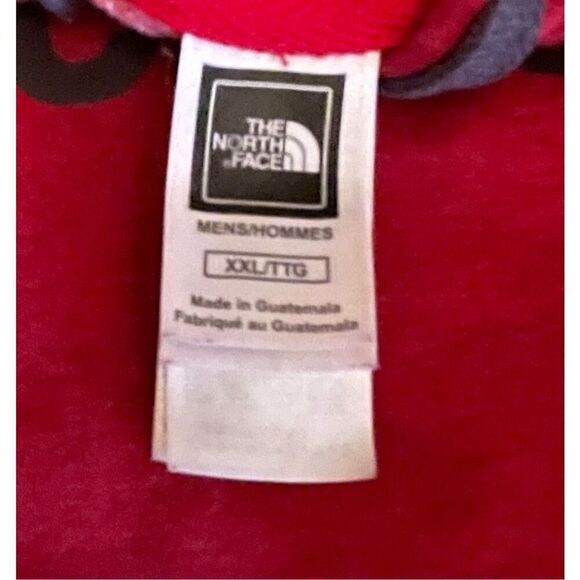 THE
NORTH
FACE
MENS/HOMMES
XXL/TTG
Made in Guatemala
Fabriqué au Guatemala